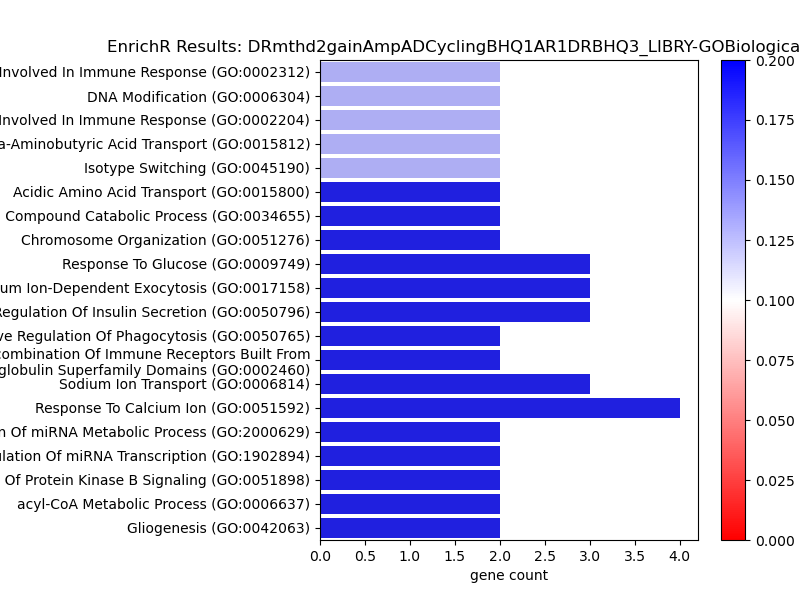 EnrichR Results: DRmthd2gainAmpADCyclingBHQ1AR1DRBHQ3_LIBRY-GOBiologica
Involved In Immune Response (GO:0002312)
DNA Modification (GO:0006304)
Involved In Immune Response (GO:0002204)
a-Aminobutyric Acid Transport (GO:0015812)
Isotype Switching (GO:0045190)
Acidic Amino Acid Transport (GO:0015800)
Compound Catabolic Process (GO:0034655)
Chromosome Organization (GO:0051276)
Response To Glucose (GO:0009749)
um Ion-Dependent Exocytosis (GO:0017158)
Regulation Of Insulin Secretion (GO:0050796)
ve Regulation Of Phagocytosis (GO:0050765)
combination Of Immune Receptors Built From
globulin Superfamily Domains (GO:0002460)
Sodium Ion Transport (GO:0006814)
Response To Calcium Ion (GO:0051592)
n Of miRNA Metabolic Process (GO:2000629)
ulation Of miRNA Transcription (GO:1902894)
Of Protein Kinase B Signaling (GO:0051898)
acyl-CoA Metabolic Process (GO:0006637)
Gliogenesis (GO:0042063)
0.0 0.5 1.0 1.5 2.0 2.5 3.0 3.5 4.0
gene count
0.200
0.175
0.150
0.125
0.100
0.075
0.050
0.025
0.000